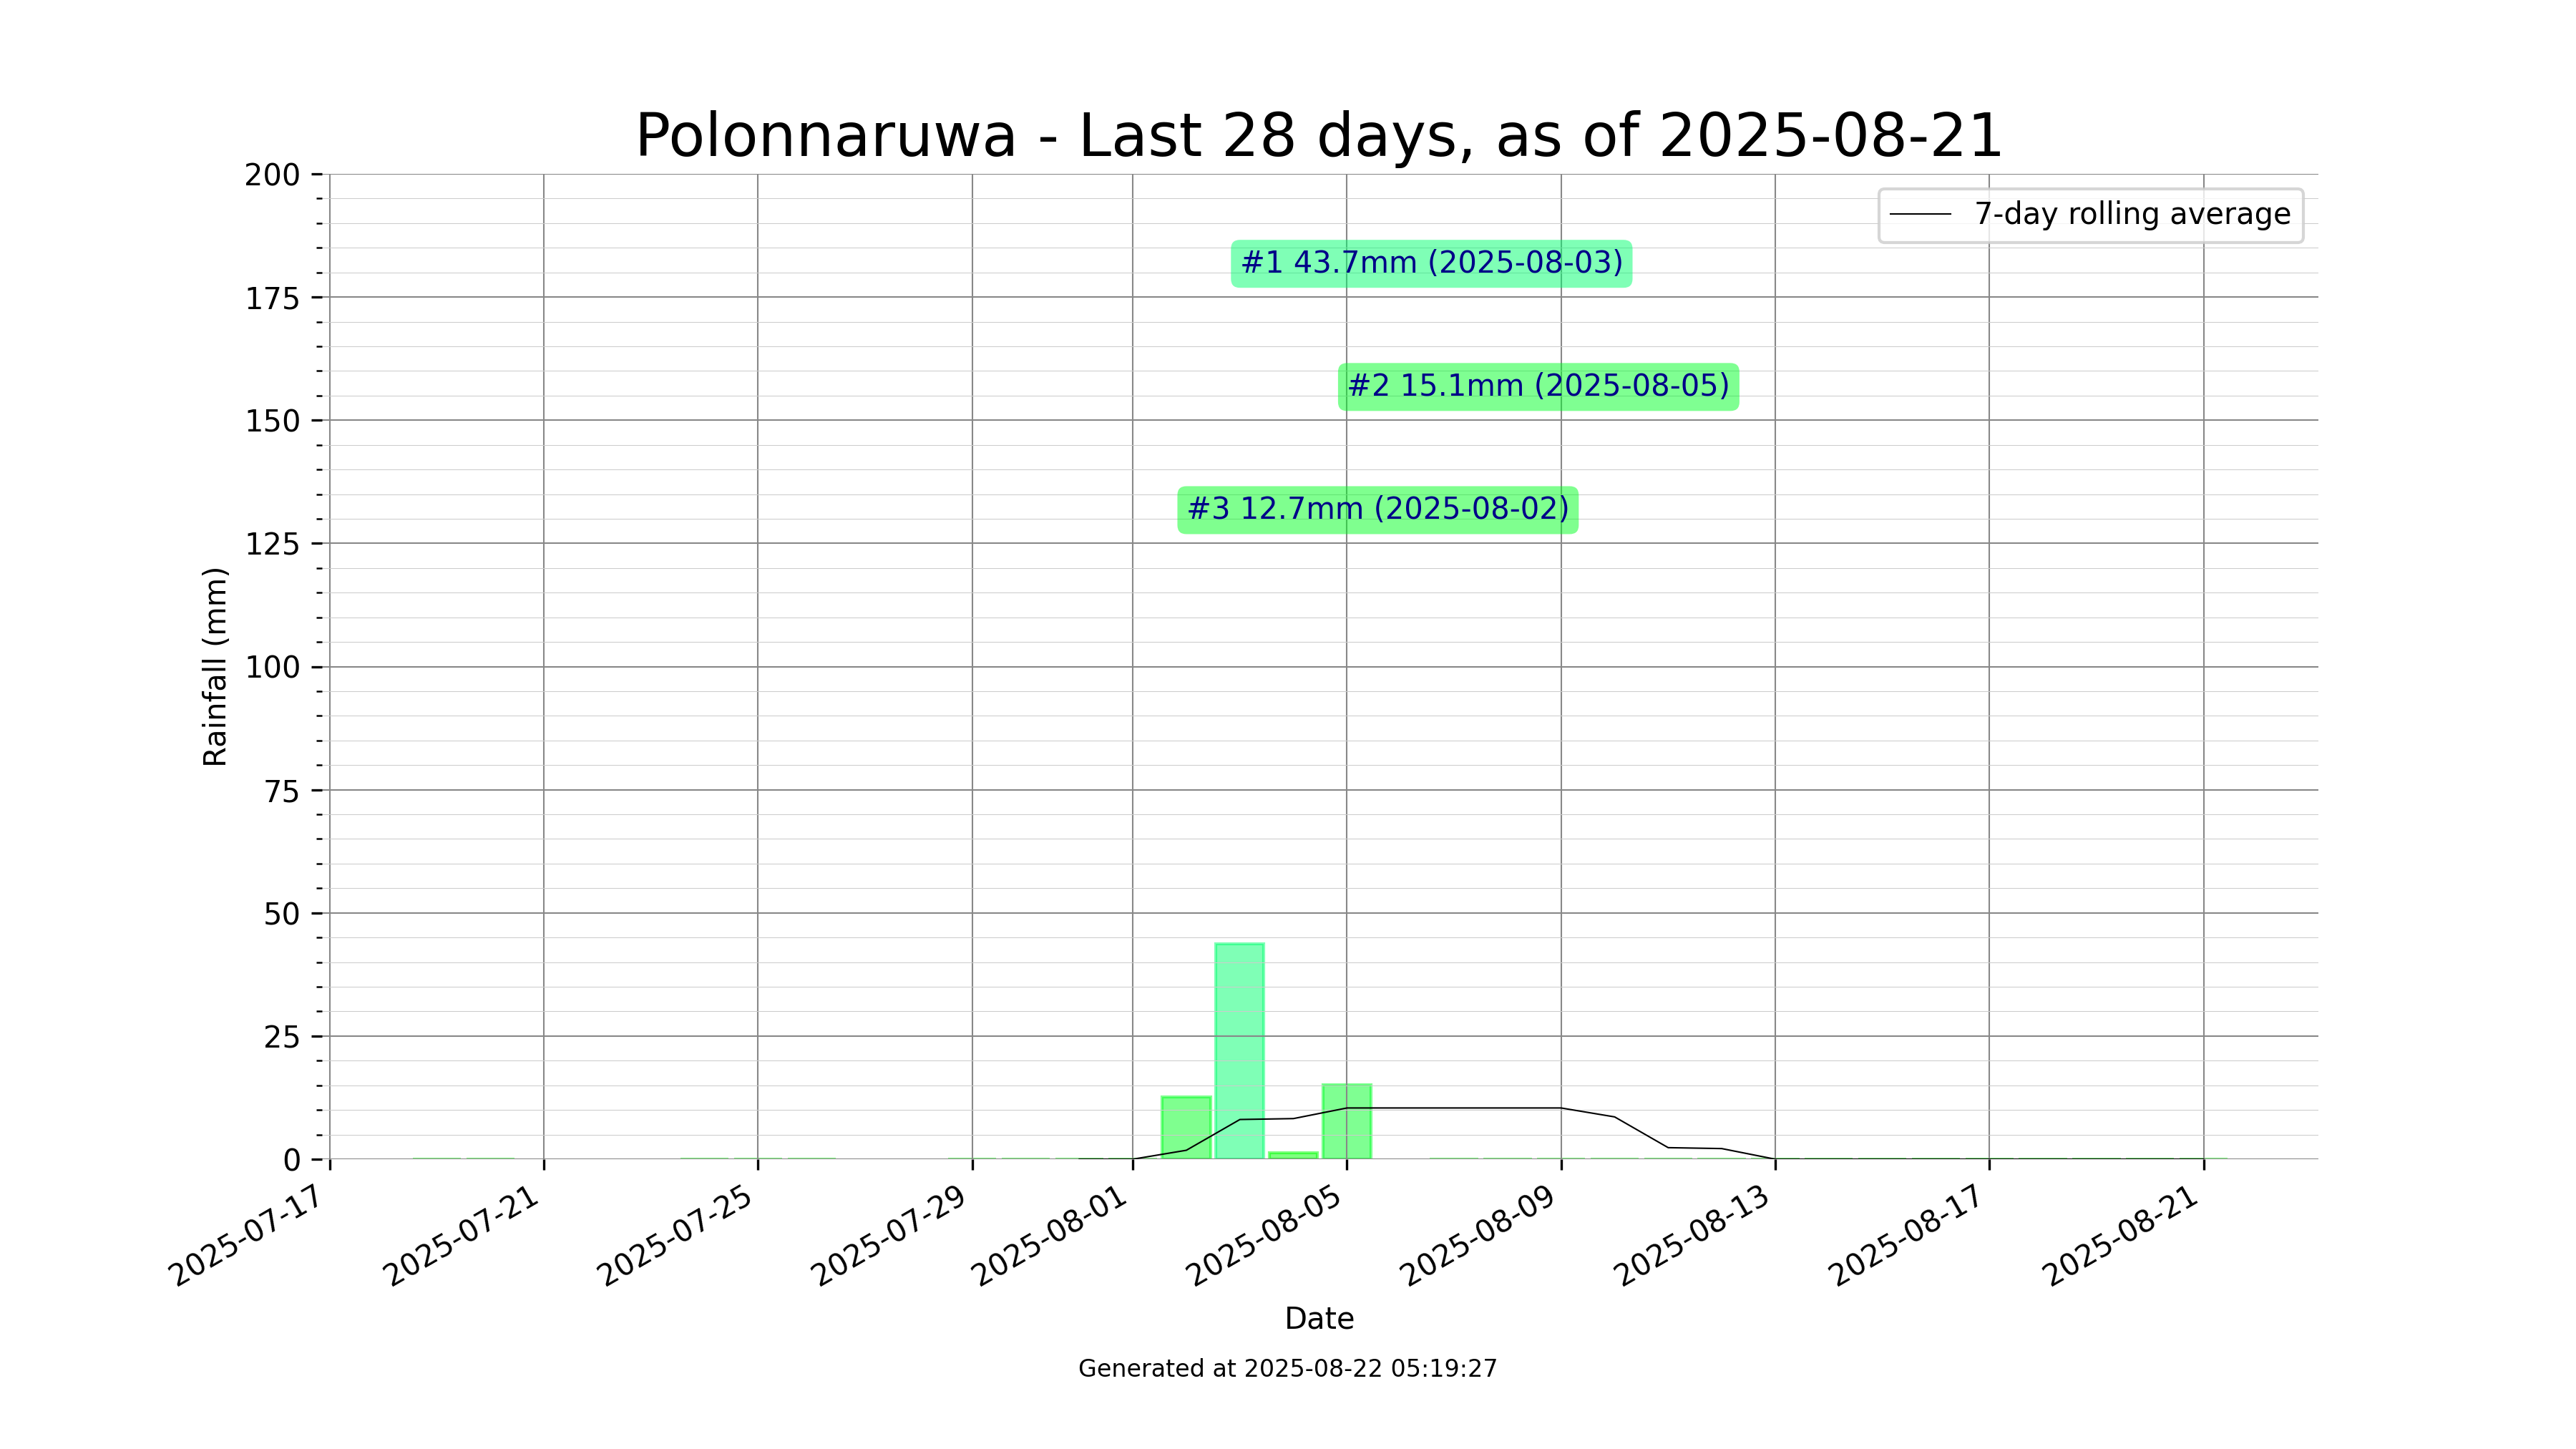 Polonnaruwa - Last 28 days, as of 2025-08-21
200
175
150
125
100
75
50
25
0
Rainfall (mm)
7-day rolling average
#1 43.7mm (2025-08-03)
#2 15.1mm (2025-08-05)
#3 12.7mm (2025-08-02)
2025-07-17
2025-07-21
2025-07-25
2025-07-29
2025-08-01
2025-08-05
2025-08-09
2025-08-13
2025-08-17
2025-08-21
Date
Generated at 2025-08-22 05:19:27